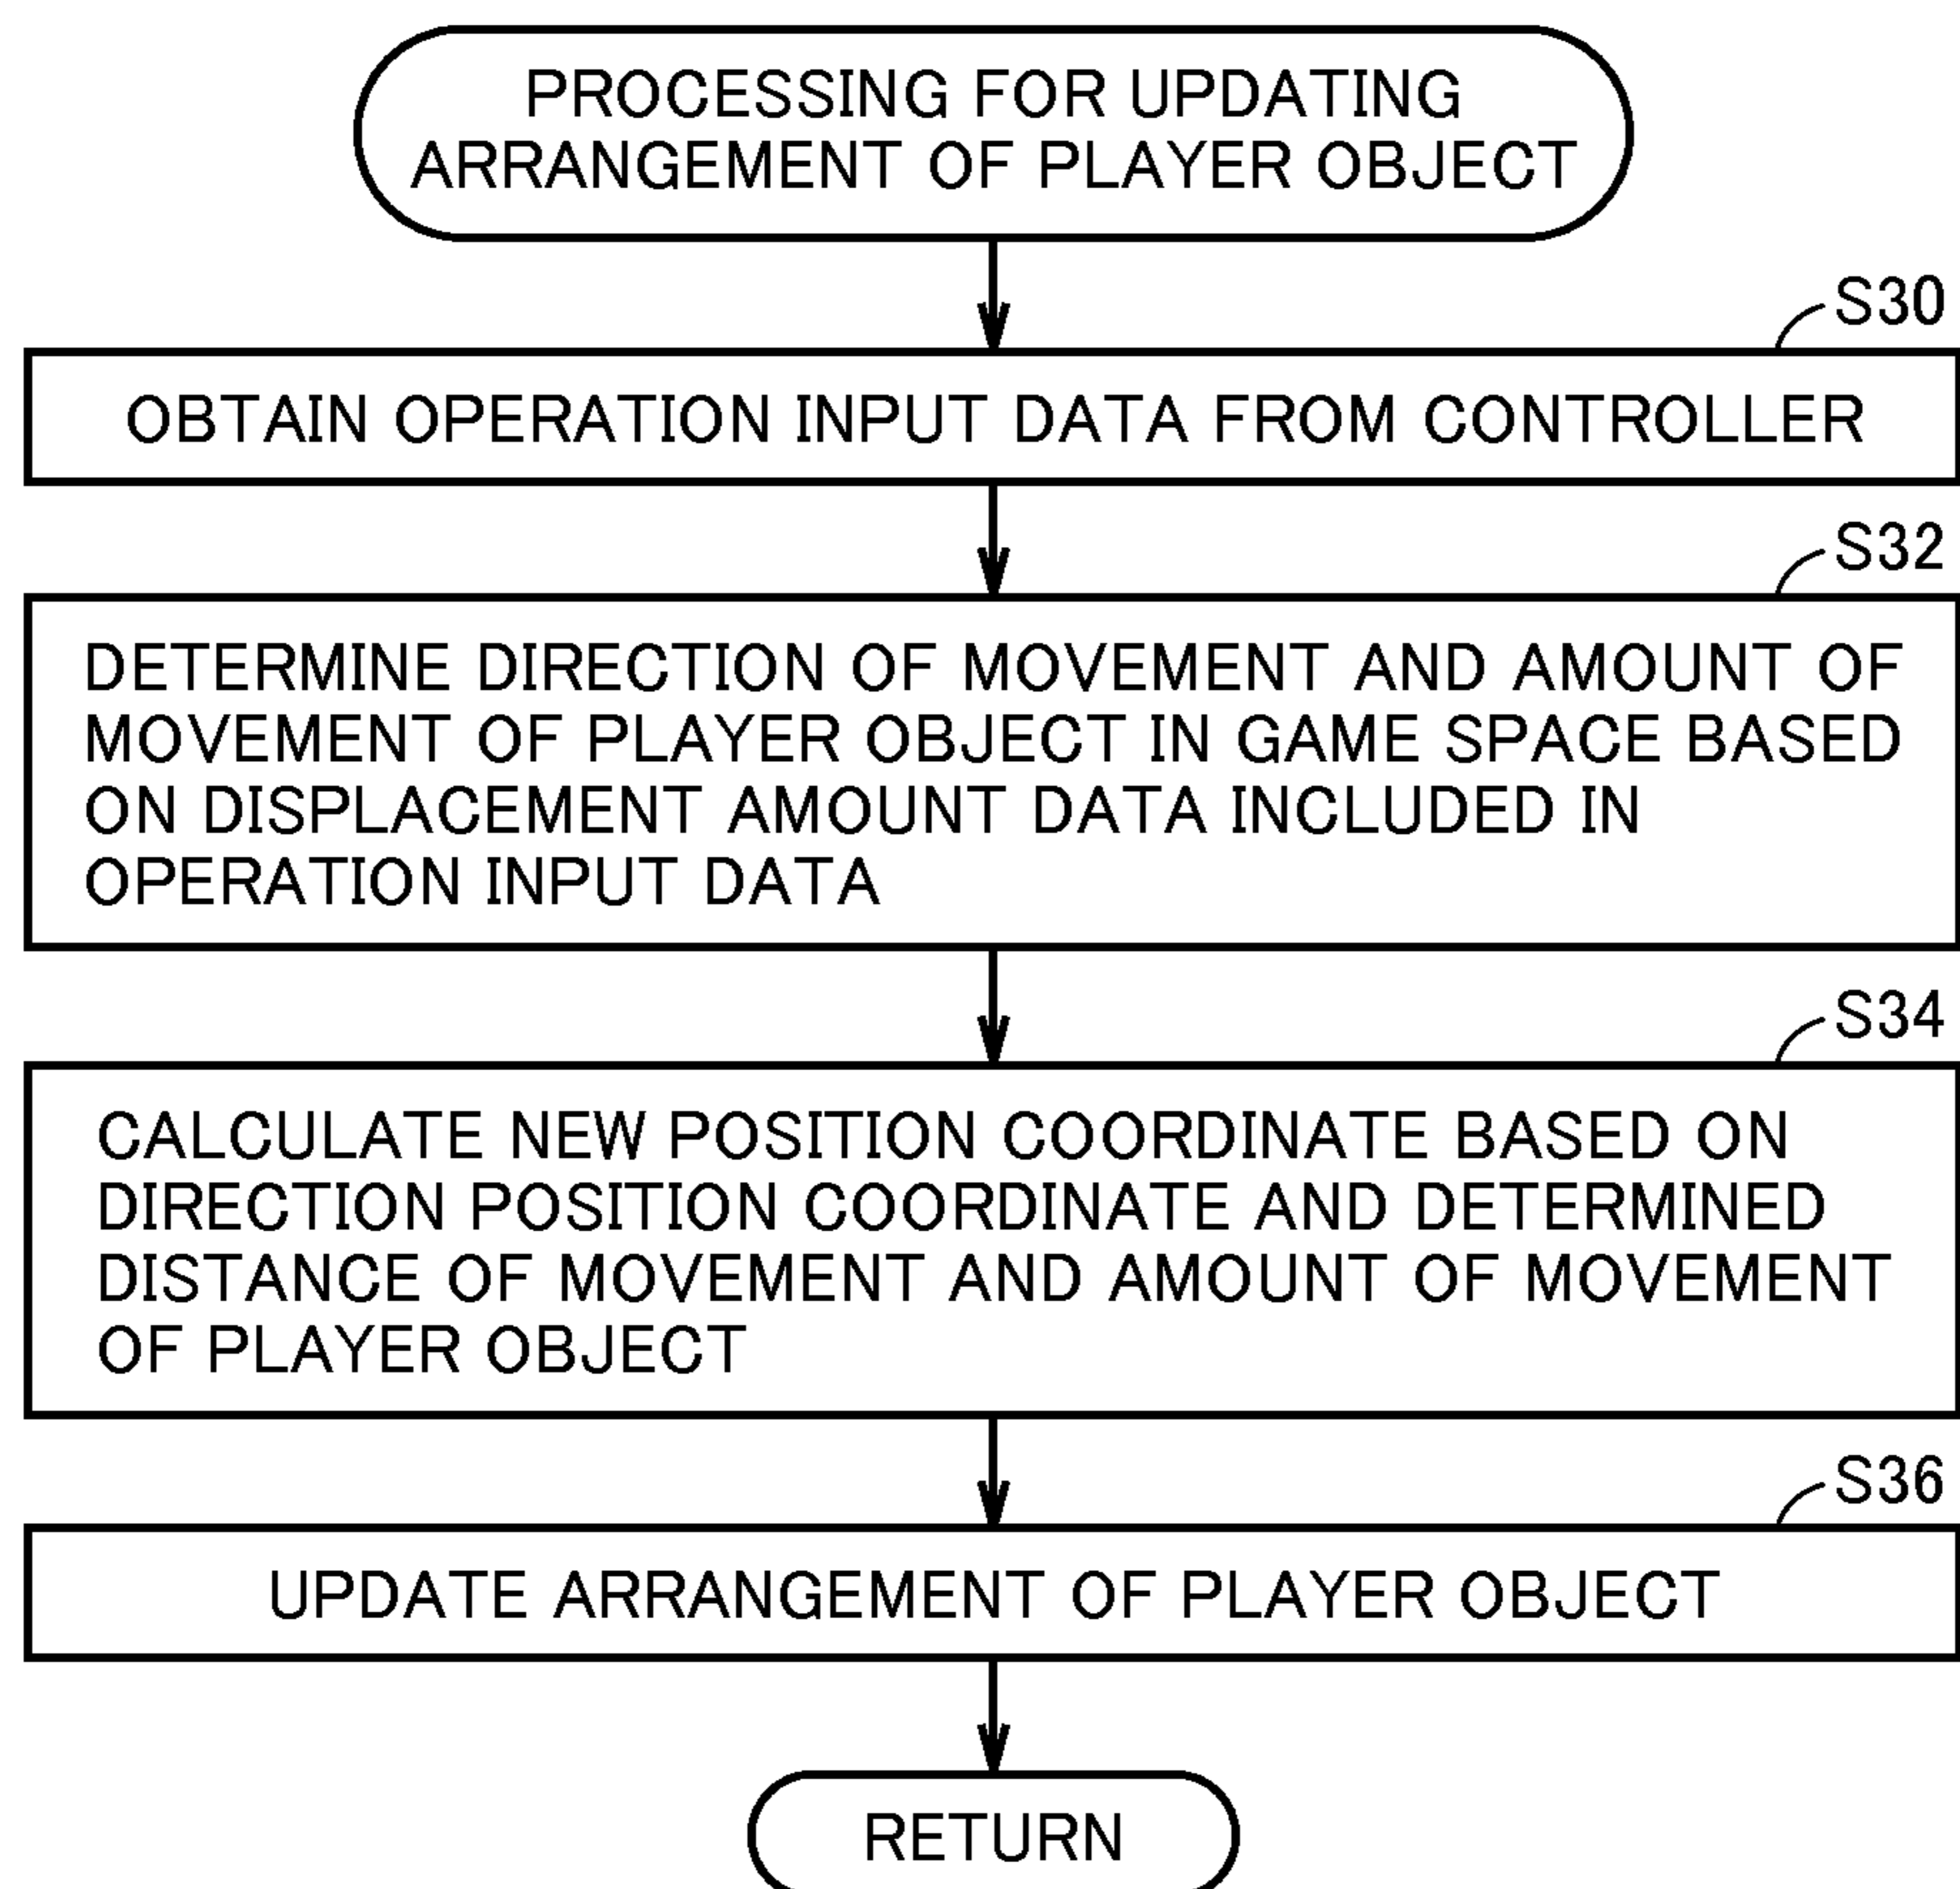 PROCESSING FOR UPDATING
ARRANGEMENT OF PLAYER OBJECT
S30
OBTAIN OPERATION INPUT DATA FROM CONTROLLER
S32
DETERMINE DIRECTION OF MOVEMENT AND AMOUNT OF
MOVEMENT OF PLAYER OBJECT IN GAME SPACE BASED
ON DISPLACEMENT AMOUNT DATA INCLUDED IN
OPERATION INPUT DATA
S34
CALCULATE NEW POSITION COORDINATE BASED ON
DIRECTION POSITION COORDINATE AND DETERMINED
DISTANCE OF MOVEMENT AND AMOUNT OF MOVEMENT
OF PLAYER OBJECT
S36
UPDATE ARRANGEMENT OF PLAYER OBJECT
RETURN